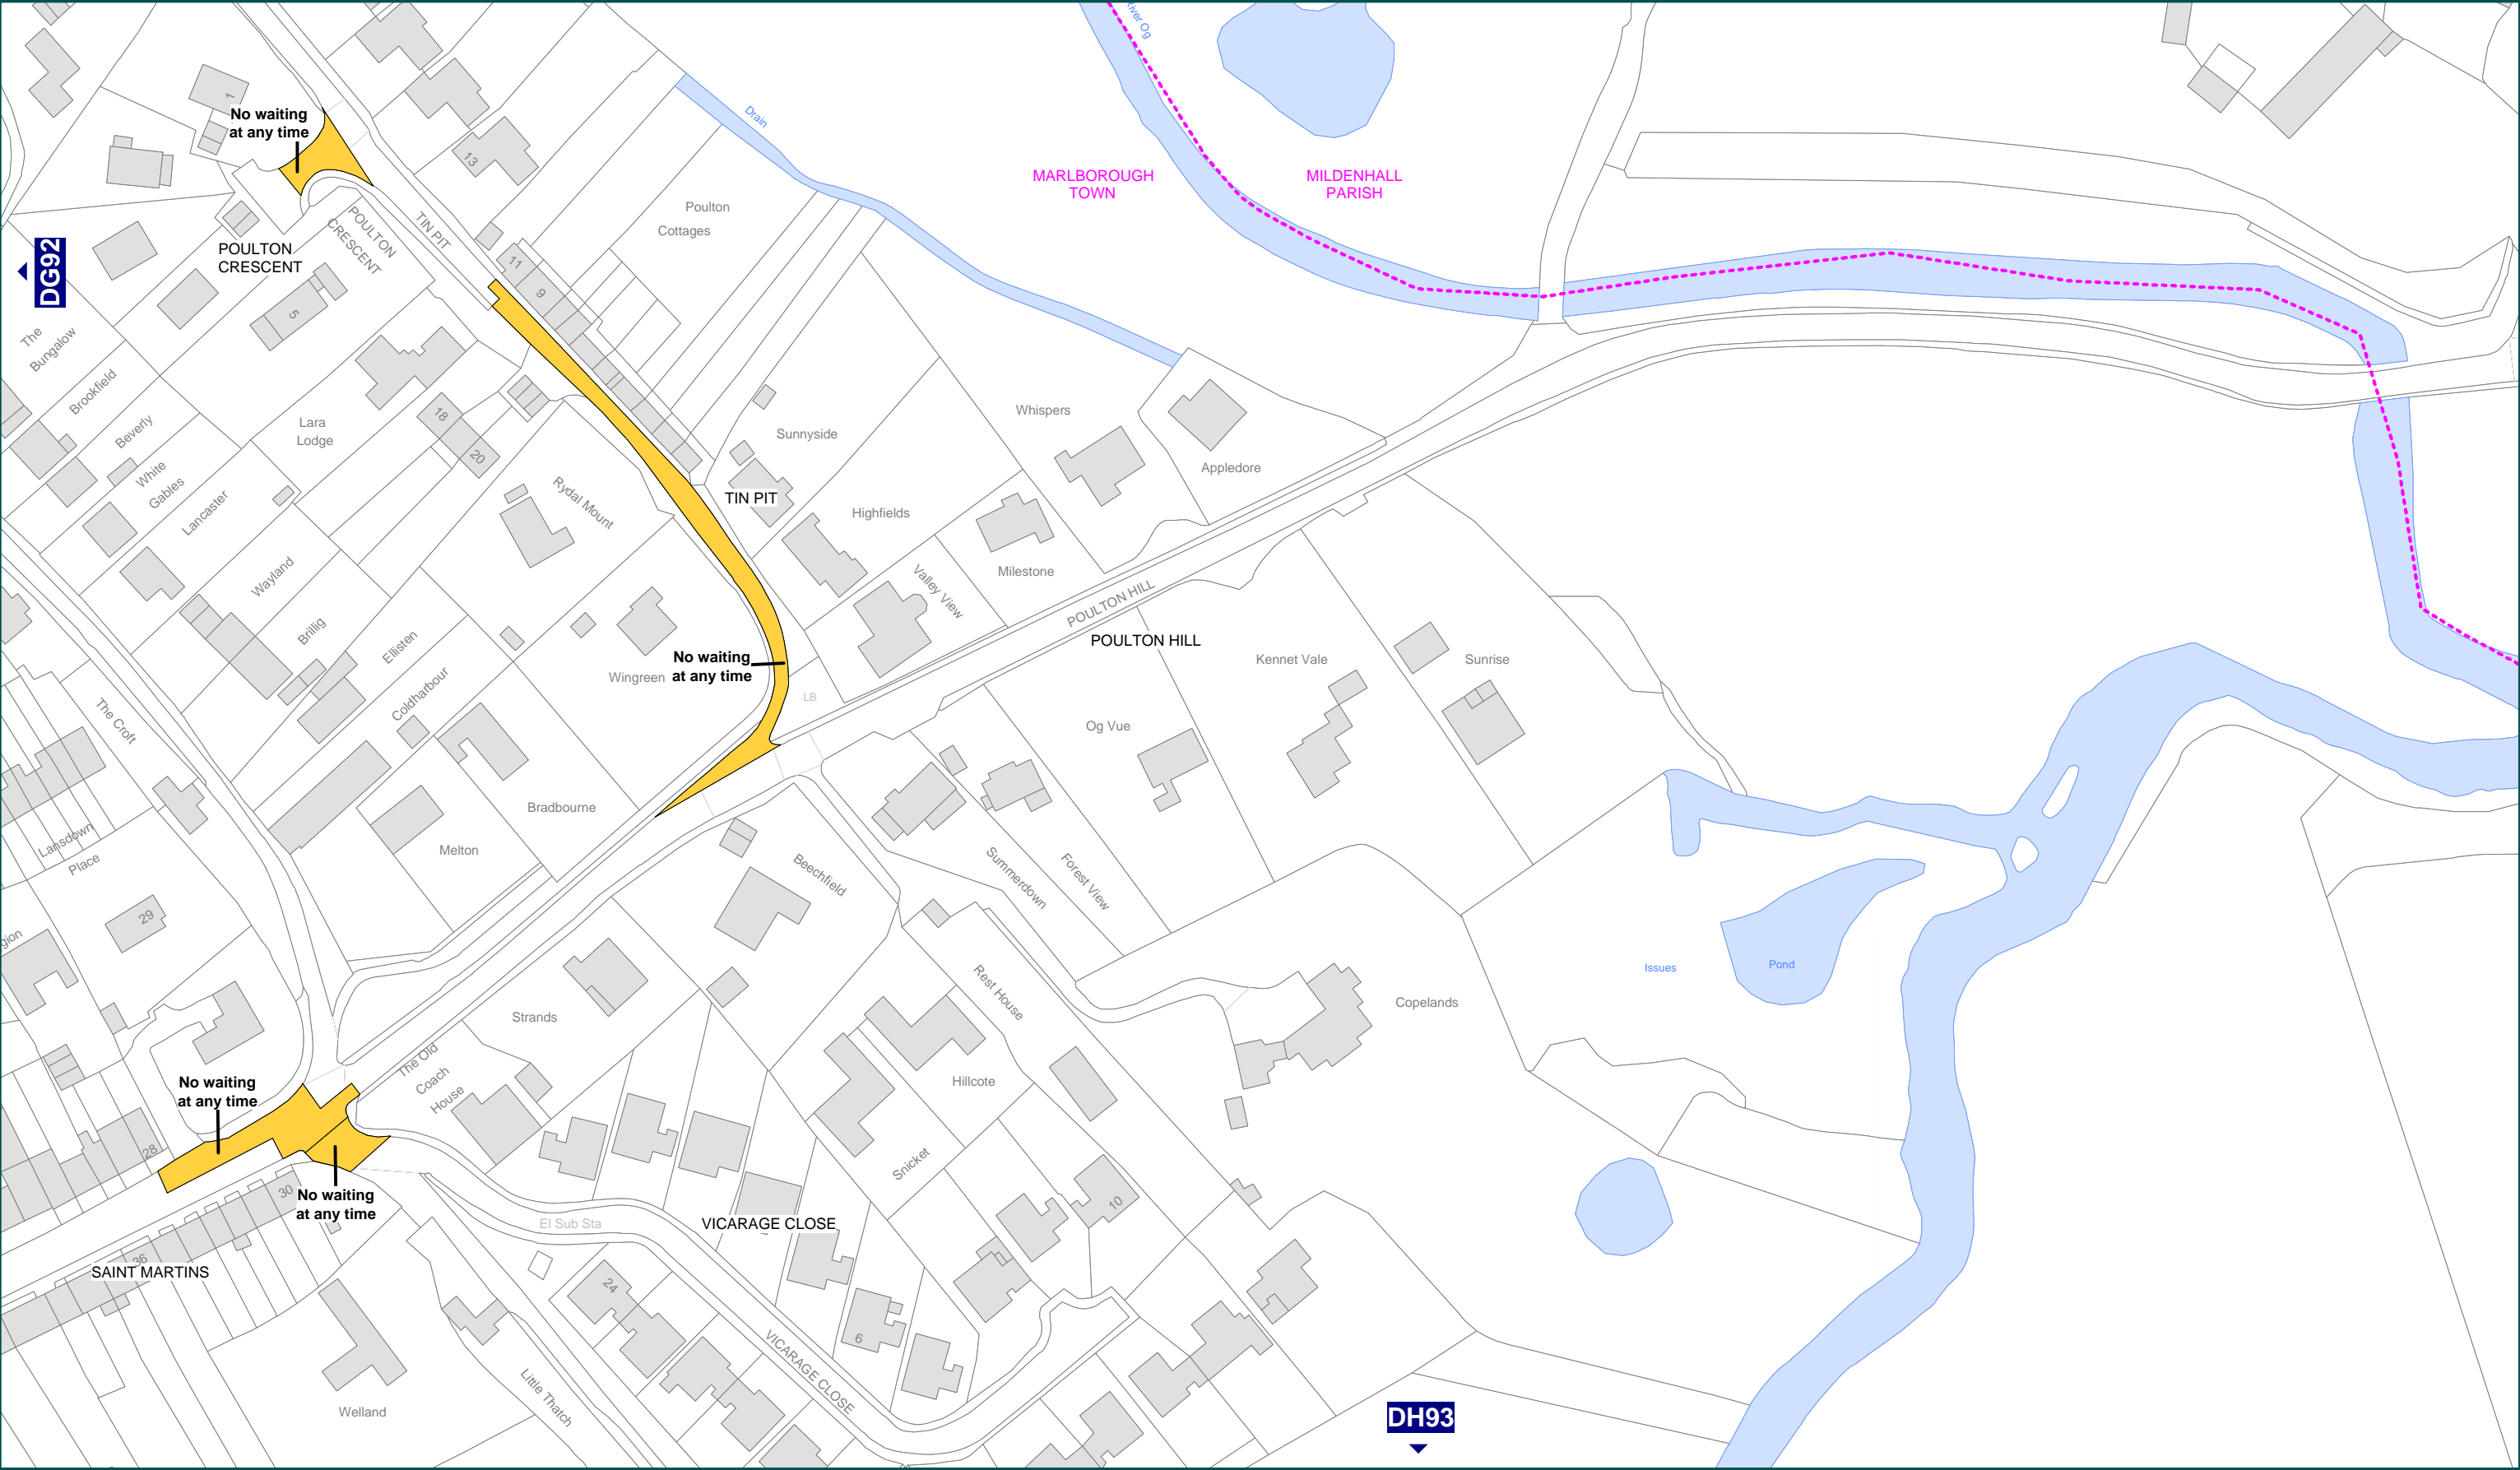 River Og
1
No waiting
at any time
Drain
13
MARLBOROUGH
TOWN
MILDENHALL
PARISH
POULTON
CRESCENT
TIN PIT
Poulton
Cottages
POULTON
CRESCENT
DG92
11
9
5
The
Bungalow
Brookfield
Beverly
White
Gables
Lancaster
Lara
Lodge
18
20
Rydal Mount
Sunnyside
TIN PIT
Whispers
Appledore
Highfields
Milestone
Valley View
POULTON HILL
POULTON HILL
Wayland
Brillig
Ellisten
Coldharbour
Wingreen
No waiting
at any time
LB
Kennet Vale
Sunrise
Og Vue
The Croft
Bradbourne
Melton
Lansdown
Place
Beechfield
Summerdown
Forest View
29
gion
Strands
Rest House
Copelands
Issues
Pond
The Old
Coach
House
Hillcote
No waiting
at any time
28
Snicket
30
No waiting
at any time
10
El Sub Sta
VICARAGE CLOSE
36
SAINT MARTINS
24
6
VICARAGE CLOSE
Little Thatch
Welland
DH93